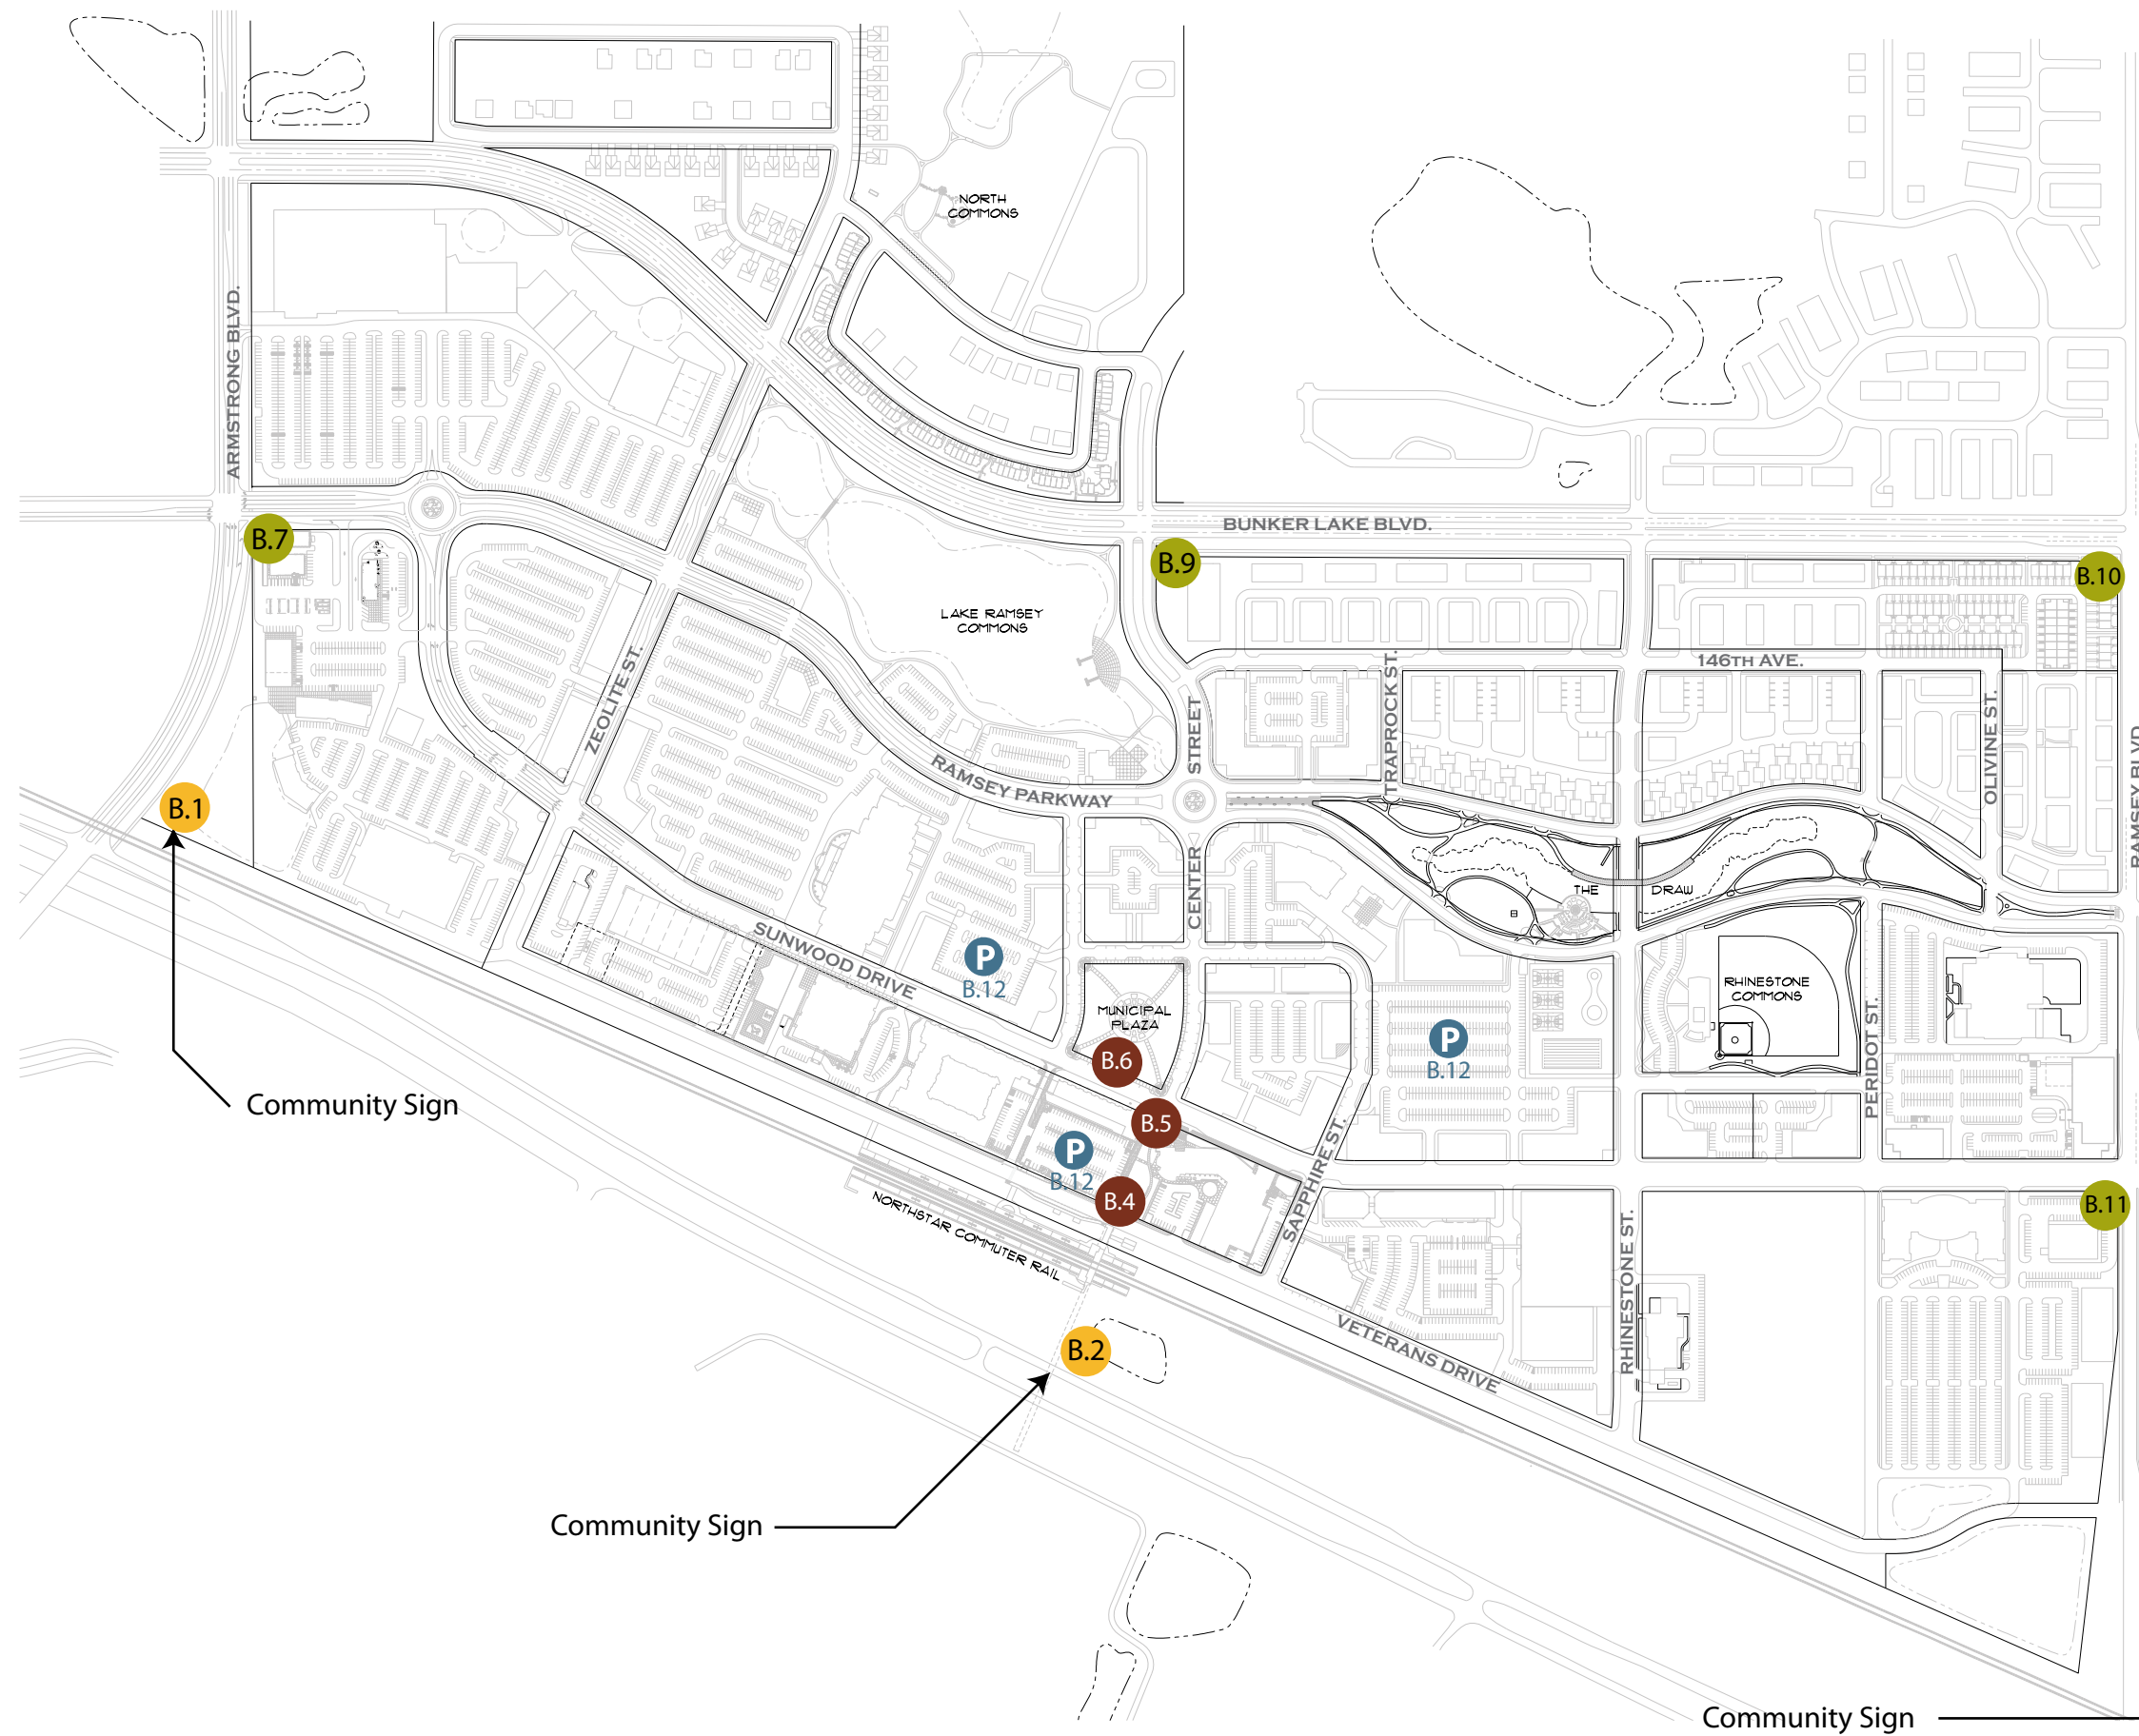 NORTH
COMMONS
ARMSTRONG BLVD.
BUNKER LAKE BLVD.
B.7
B.9
B.10
LAKE RAMSEY
COMMONS
146TH AVE.
TRAPROCK ST.
ZEOLITE ST.
STREET
OLIVINE ST.
RAMSEY BLVD.
RAMSEY PARKWAY
B.1
CENTER
THE
DRAW
SUNWOOD DRIVE
P
B.12
RHINESTONE
COMMONS
MUNICIPAL
PLAZA
P
B.12
B.6
PERIDOT ST.
Community Sign
B.5
P
B.12
B.4
SAPPHIRE ST.
B.11
NORTHSTAR COMMUTER RAIL
RHINESTONE ST.
B.2
VETERANS DRIVE
Community Sign
Community Sign